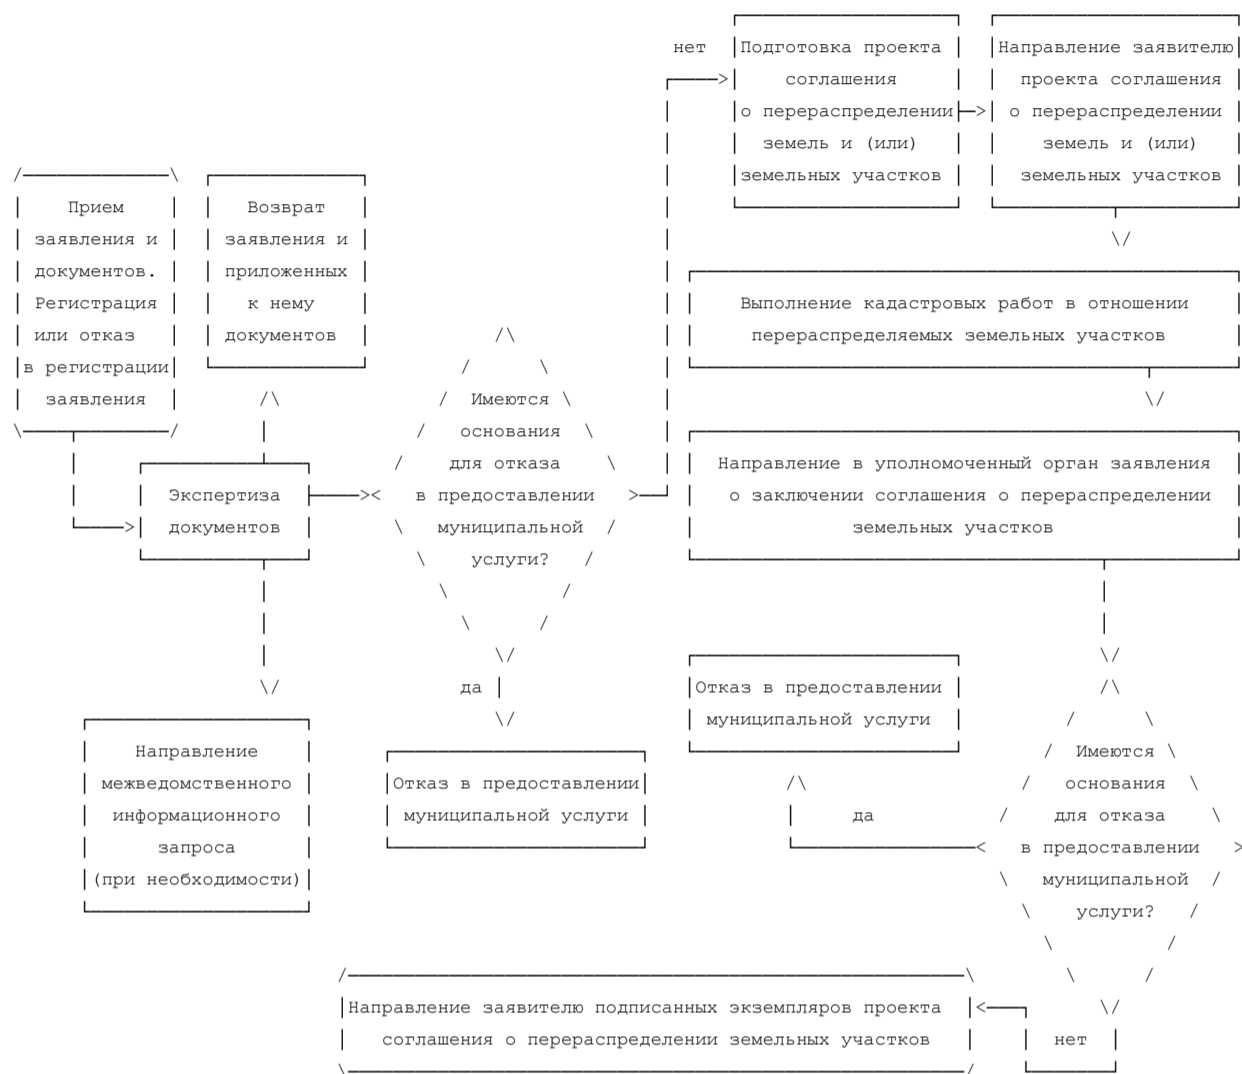 нет
Подготовка проекта
соглашения
о перераспределении
земель и (или)
земельных участков
Направление заявителю
проекта соглашения
о перераспределении
земель и (или)
земельных участков
Прием
заявления и
документов.
Регистрация
или отказ
в регистрации
заявления
Возврат
заявления и
приложенных
к нему
документов
Выполнение кадастровых работ в отношении
перераспределяемых земельных участков
Экспертиза
документов
Имеются
основания
для отказа
в предоставлении
муниципальной
услуги?
Направление в уполномоченный орган заявления
о заключении соглашения о перераспределении
земельных участков
да
Направление
межведомственного
информационного
запроса
(при необходимости)
Отказ в предоставлении
муниципальной услуги
Отказ в предоставлении
муниципальной услуги
да
Имеются
основания
для отказа
в предоставлении
муниципальной
услуги?
Направление заявителю подписанных экземпляров проекта
соглашения о перераспределении земельных участков
нет